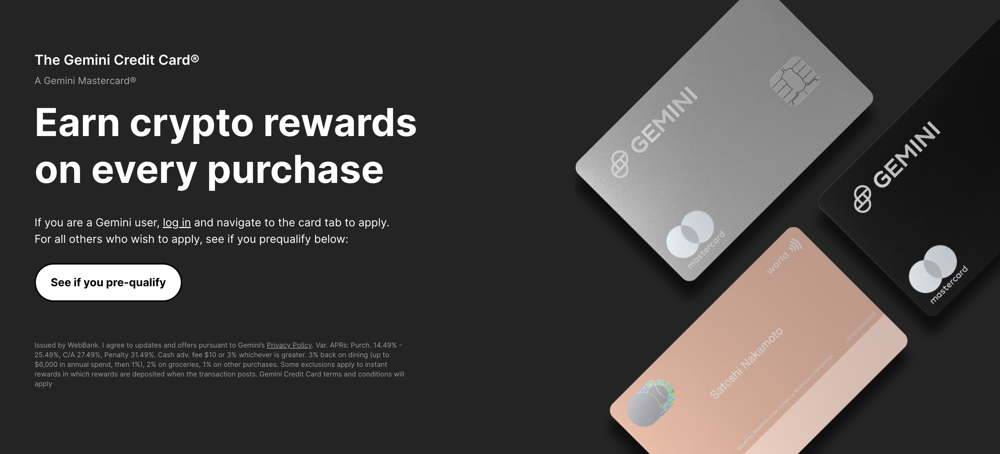 The Gemini Credit Card®
A Gemini Mastercard®
Earn crypto rewards
on every purchase
If you are a Gemini user, log in and navigate to the card tab to apply.
For all others who wish to apply, see if you prequalify below:
See if you pre-qualify
Issued by WebBank. I agree to updates and offers pursuant to Gemini’s Privacy Policy. Var. APRs: Purch. 14.49% -
25.49%, C/A 27.49%, Penalty 31.49%. Cash adv. fee $10 or 3% whichever is greater. 3% back on dining (up to
$6,000 in annual spend, then 1%), 2% on groceries, 1% on other purchases. Some exclusions apply to instant
rewards in which rewards are deposited when the transaction posts. Gemini Credit Card terms and conditions will
apply
GEMINI
mastercard
GEMINI
mastercard
world
Satoshi Nakamoto
0013-010-MCGOLD
Issued by WebBank under license by Mastercard International.